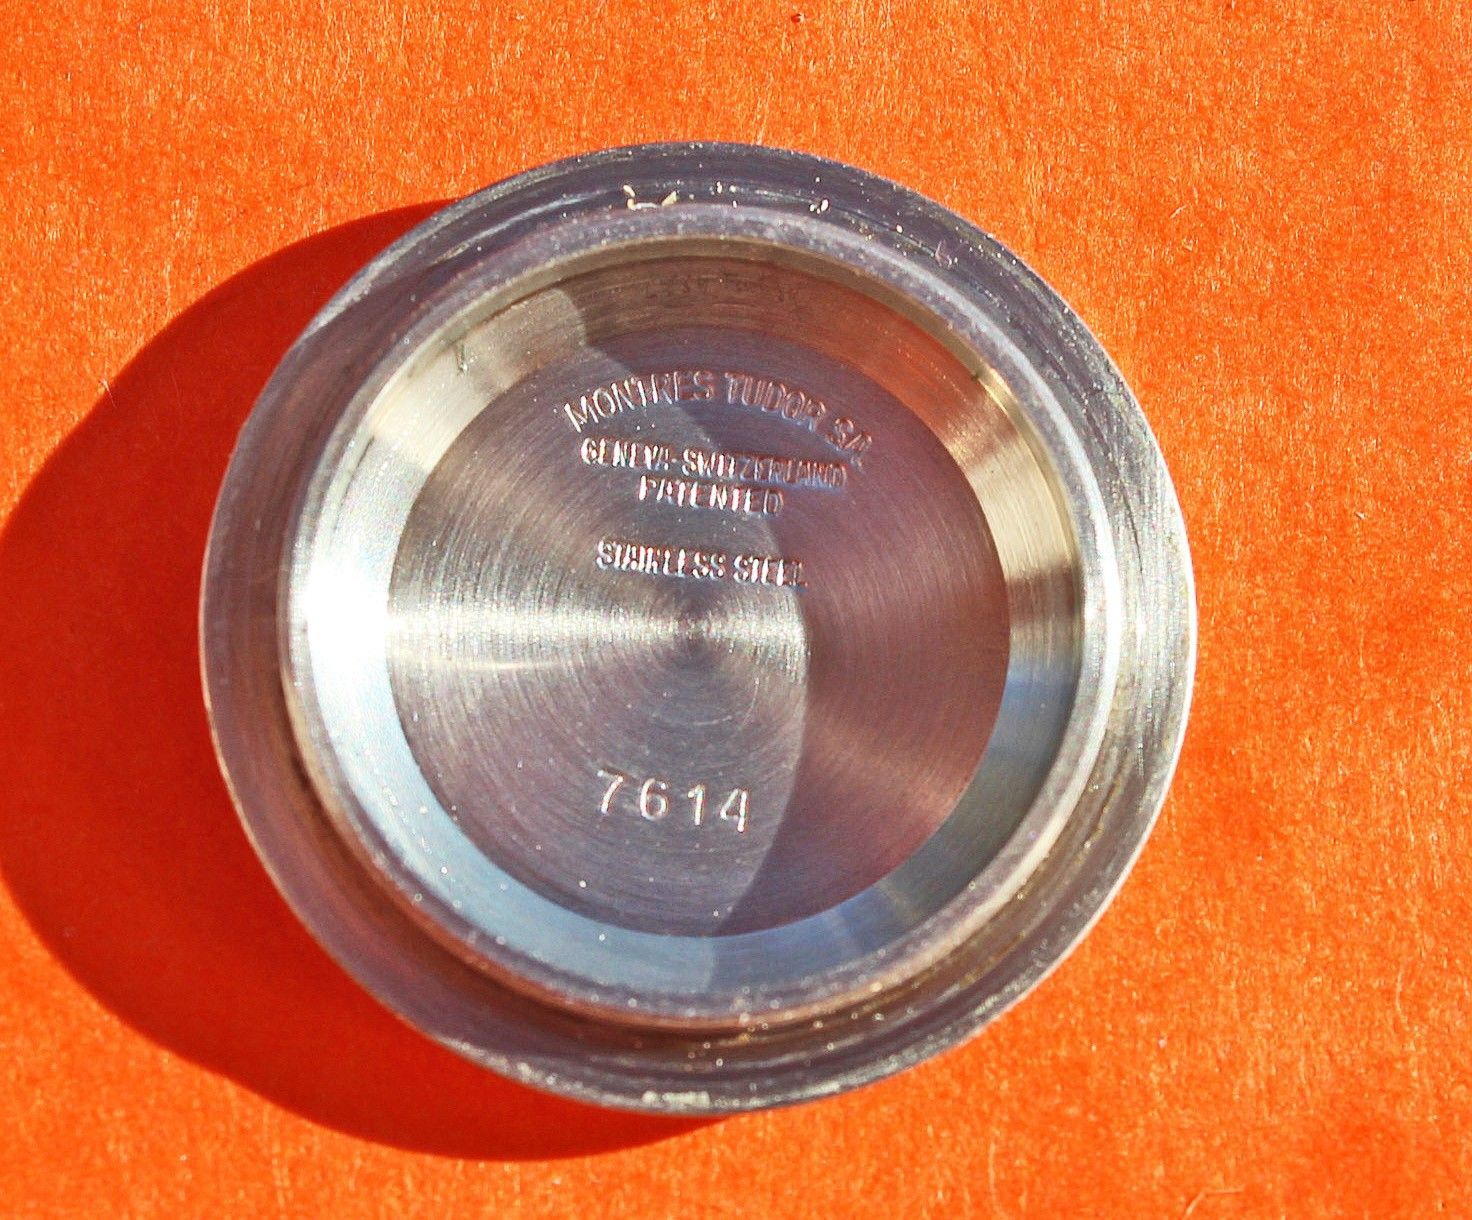 MONTRES TUDOR SA
GENEVA-SWITZERLAND
PATENTED
STAINLESS STEEL
7614